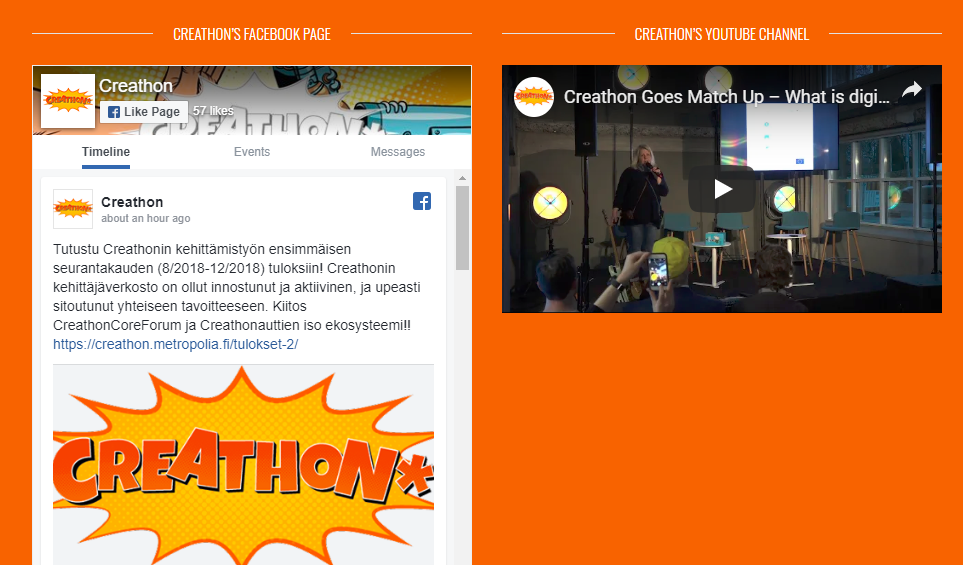 CREATHON'S FACEBOOK PAGE
CREATHON'S YOUTUBE CHANNEL
CREATHON*
Creathon
Like Page
57 likes
CREATHON*
Timeline
Events
Messages
CREATHON*
Creathon
about an hour ago
Tutustu Creathonin kehittämistyön ensimmäisen
seurantakauden (8/2018-12/2018) tuloksiin! Creathonin
kehittäjäverkosto on ollut innostunut ja aktiivinen, ja upeasti
sitoutunut yhteiseen tavoitteeseen. Kiitos
CreathonCoreForum ja Creathonauttien iso ekosysteemi!!
https://creathon.metropolia.fi/tulokset-2/
CREATHON*
CREATHON*
Creathon Goes Match Up – What is digi...